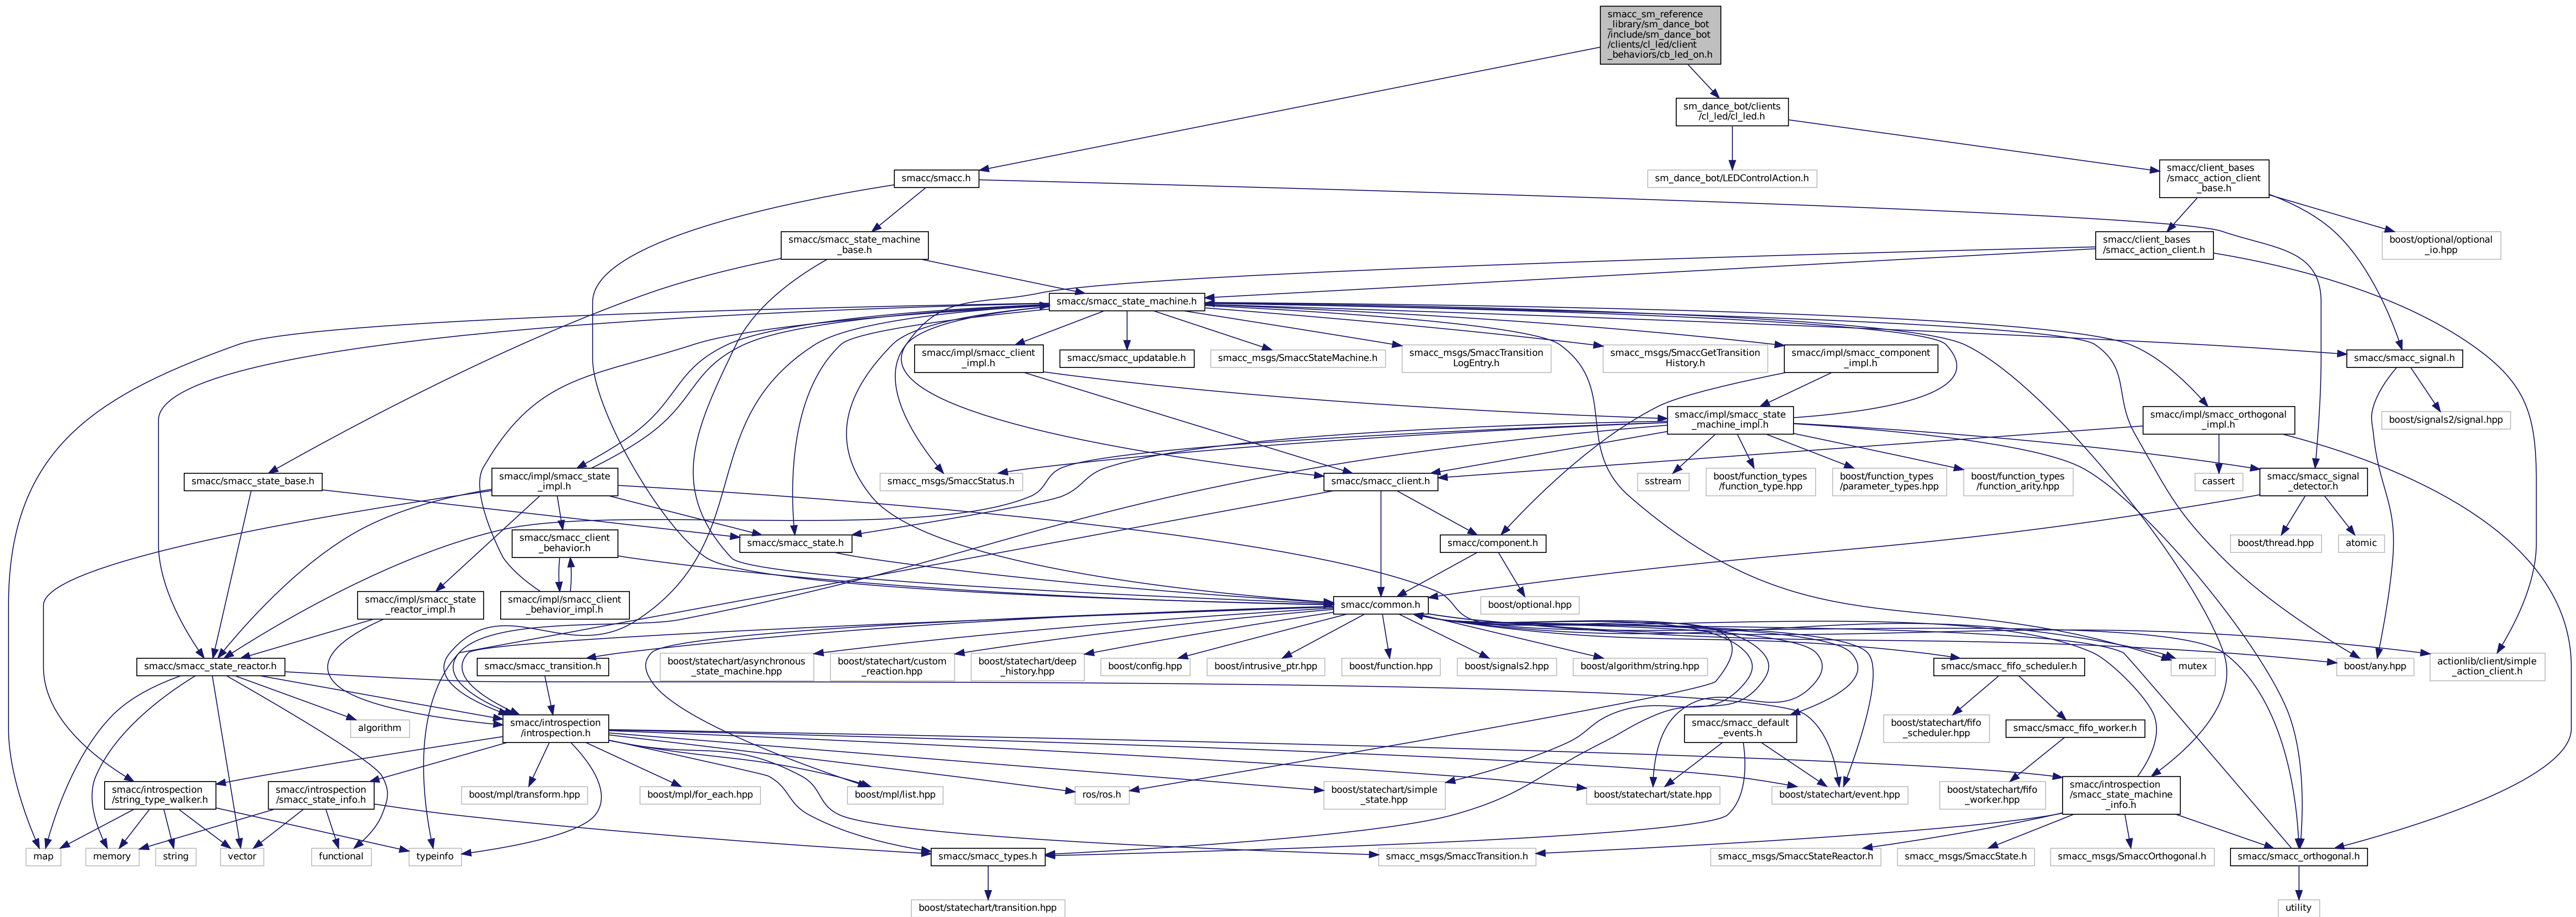 smacc_sm_reference
_library/sm_dance_bot
/include/sm_dance_bot
/clients/cl_led/client
_behaviors/cb_led_on.h
sm_dance_bot/clients
/cl_led/cl_led.h
smacc/smacc.h
sm_dance_bot/LEDControlAction.h
smacc/client_bases
/smacc_action_client
_base.h
smacc/smacc_state_machine
_base.h
smacc/client_bases
/smacc_action_client.h
boost/optional/optional
_io.hpp
smacc/smacc_state_machine.h
smacc/impl/smacc_client
_impl.h
smacc/smacc_updatable.h
smacc_msgs/SmaccStateMachine.h
smacc_msgs/SmaccTransition
LogEntry.h
smacc_msgs/SmaccGetTransition
History.h
smacc/impl/smacc_component
_impl.h
smacc/smacc_signal.h
smacc/impl/smacc_state
_machine_impl.h
smacc/impl/smacc_orthogonal
_impl.h
boost/signals2/signal.hpp
smacc/smacc_state_base.h
smacc/impl/smacc_state
_impl.h
smacc_msgs/SmaccStatus.h
smacc/smacc_client.h
sstream
boost/function_types
/function_type.hpp
boost/function_types
/parameter_types.hpp
boost/function_types
/function_arity.hpp
cassert
smacc/smacc_signal
_detector.h
smacc/smacc_client
_behavior.h
smacc/smacc_state.h
smacc/component.h
boost/thread.hpp
atomic
smacc/impl/smacc_state
_reactor_impl.h
smacc/impl/smacc_client
_behavior_impl.h
smacc/common.h
boost/optional.hpp
smacc/smacc_state_reactor.h
smacc/smacc_transition.h
boost/statechart/asynchronous
_state_machine.hpp
boost/statechart/custom
_reaction.hpp
boost/statechart/deep
_history.hpp
boost/config.hpp
boost/intrusive_ptr.hpp
boost/function.hpp
boost/signals2.hpp
boost/algorithm/string.hpp
smacc/smacc_fifo_scheduler.h
mutex
boost/any.hpp
actionlib/client/simple
_action_client.h
algorithm
smacc/introspection
/introspection.h
smacc/smacc_default
_events.h
boost/statechart/fifo
_scheduler.hpp
smacc/smacc_fifo_worker.h
smacc/introspection
/string_type_walker.h
smacc/introspection
/smacc_state_info.h
boost/mpl/transform.hpp
boost/mpl/for_each.hpp
boost/mpl/list.hpp
ros/ros.h
boost/statechart/simple
_state.hpp
boost/statechart/state.hpp
boost/statechart/event.hpp
boost/statechart/fifo
_worker.hpp
smacc/introspection
/smacc_state_machine
_info.h
map
memory
string
vector
functional
typeinfo
smacc/smacc_types.h
smacc_msgs/SmaccTransition.h
smacc_msgs/SmaccStateReactor.h
smacc_msgs/SmaccState.h
smacc_msgs/SmaccOrthogonal.h
smacc/smacc_orthogonal.h
boost/statechart/transition.hpp
utility